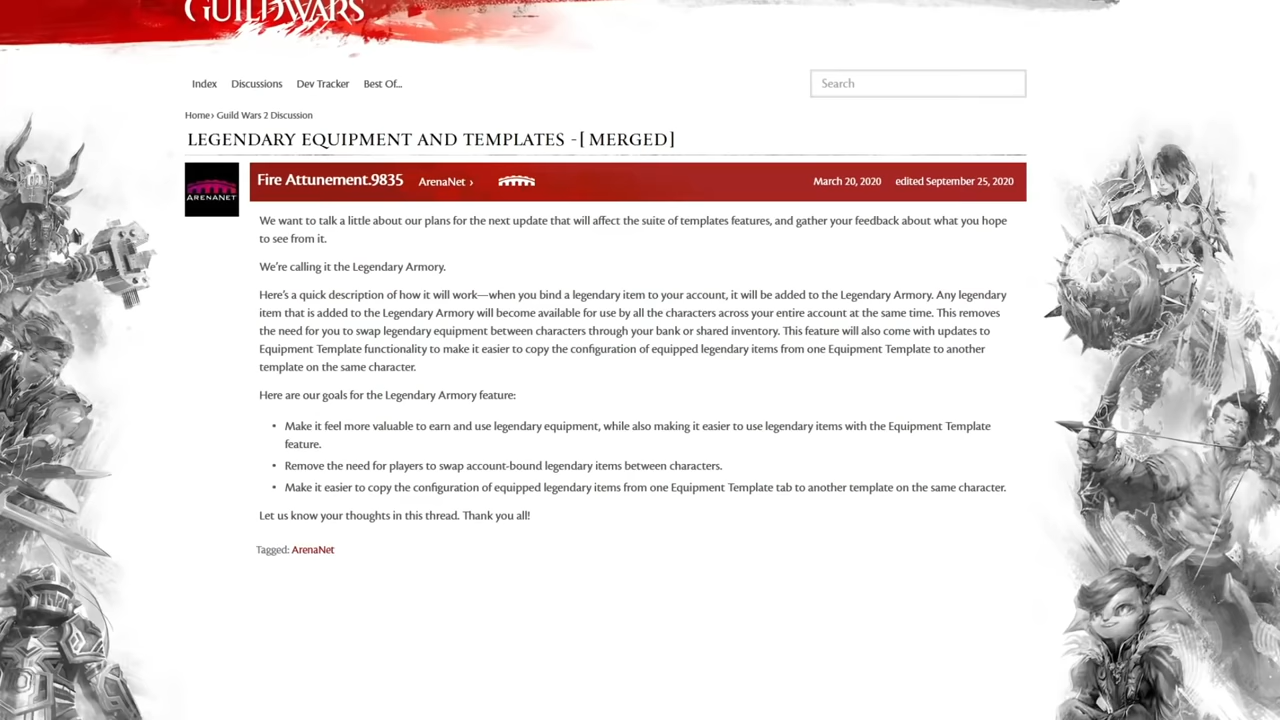 GUILD WARS
Index Discussions Dev Tracker Best Of...
Search
Home› Guild Wars 2 Discussion
LEGENDARY EQUIPMENT AND TEMPLATES - [ MERGED]
ARENANET
Fire Attunement.9835 ArenaNet ›
March 20, 2020 edited September 25, 2020
We want to talk a little about our plans for the next update that will affect the suite of templates features, and gather your feedback about what you hope
to see from it.
We're calling it the Legendary Armory.
Here's a quick description of how it will work—when you bind a legendary item to your account, it will be added to the Legendary Armory. Any legendary
item that is added to the Legendary Armory will become available for use by all the characters across your entire account at the same time. This removes
the need for you to swap legendary equipment between characters through your bank or shared inventory. This feature will also come with updates to
Equipment Template functionality to make it easier to copy the configuration of equipped legendary items from one Equipment Template to another
template on the same character.
Here are our goals for the Legendary Armory feature:
• Make it feel more valuable to earn and use legendary equipment, while also making it easier to use legendary items with the Equipment Template
feature.
• Remove the need for players to swap account-bound legendary items between characters.
• Make it easier to copy the configuration of equipped legendary items from one Equipment Template tab to another template on the same character.
Let us know your thoughts in this thread. Thank you all!
Tagged: ArenaNet